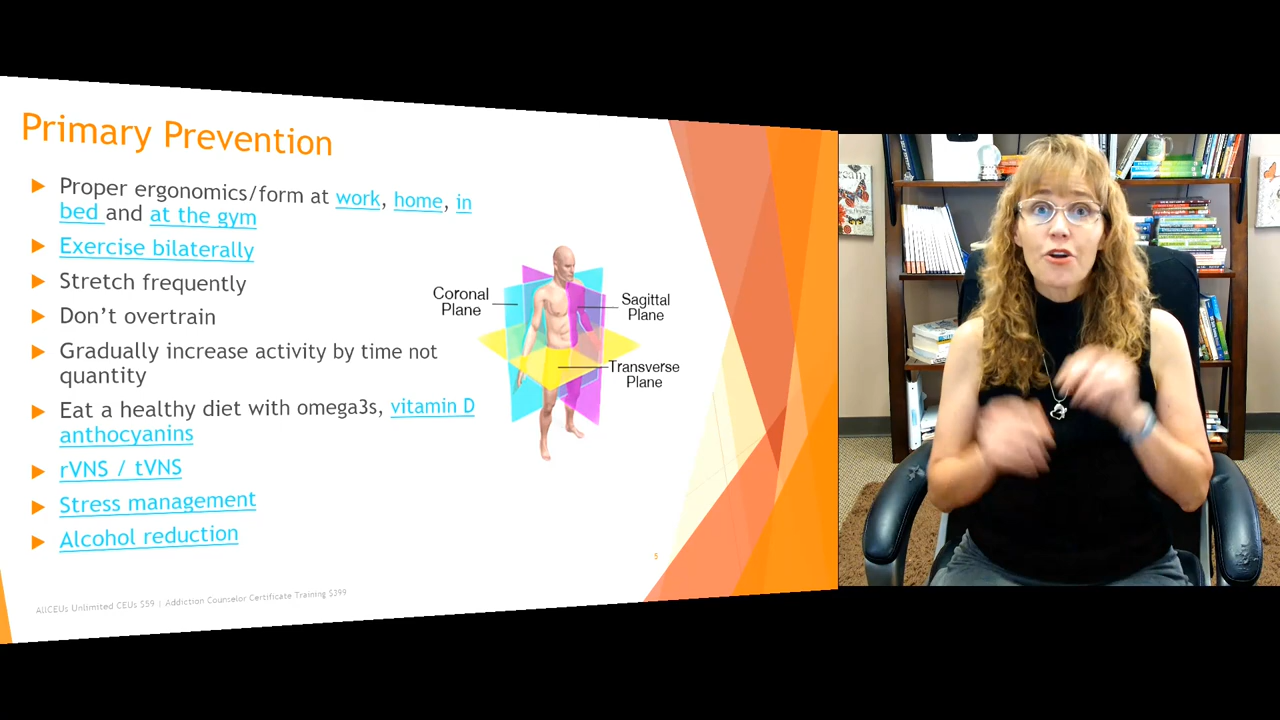 Primary Prevention
Proper ergonomics/form at work, home, in
bed and at the gym
Exercise bilaterally
Stretch frequently
Don't overtrain
Gradually increase activity by time not
quantity
Eat a healthy diet with omega3s, vitamin D
anthocyanins
rVNS / tVNS
Stress management
Alcohol reduction
Coronal
Plane
Sagittal
Plane
Transverse
Plane
5
AllCEUs Unlimited CEUs $59 | Addiction Counselor Certificate Training $399